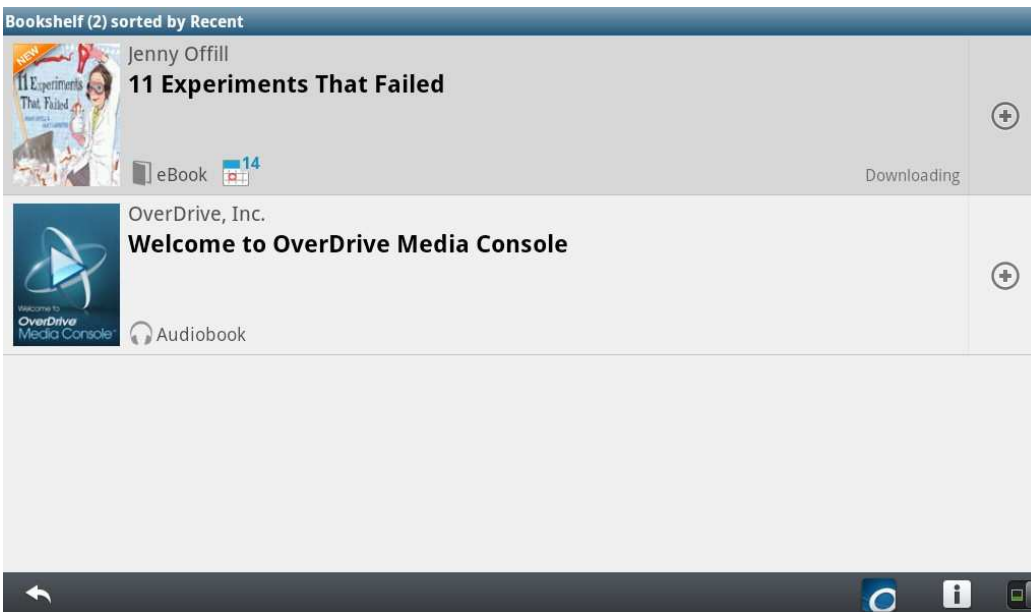 Bookshelf (2) sorted by Recent
NEW
11 Experiments
That Failed
Jenny Offill
11 Experiments That Failed
eBook
14
Downloading
Welcome to
OverDrive
Media Console
OverDrive, Inc.
Welcome to OverDrive Media Console
Audiobook